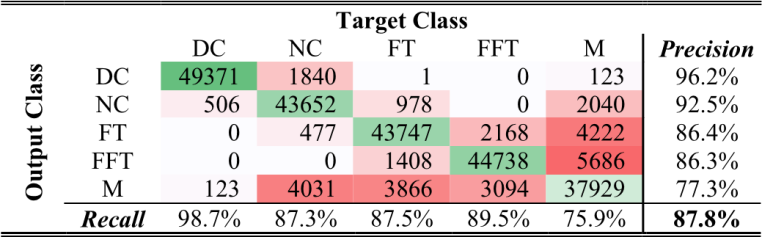 Target Class
DC NC FT FFT M Precision
Output Class
DC 49371 1840 1 0 123 96.2%
NC 506 43652 978 0 2040 92.5%
FT 0 477 43747 2168 4222 86.4%
FFT 0 0 1408 44738 5686 86.3%
M 123 4031 3866 3094 37929 77.3%
Recall 98.7% 87.3% 87.5% 89.5% 75.9% 87.8%